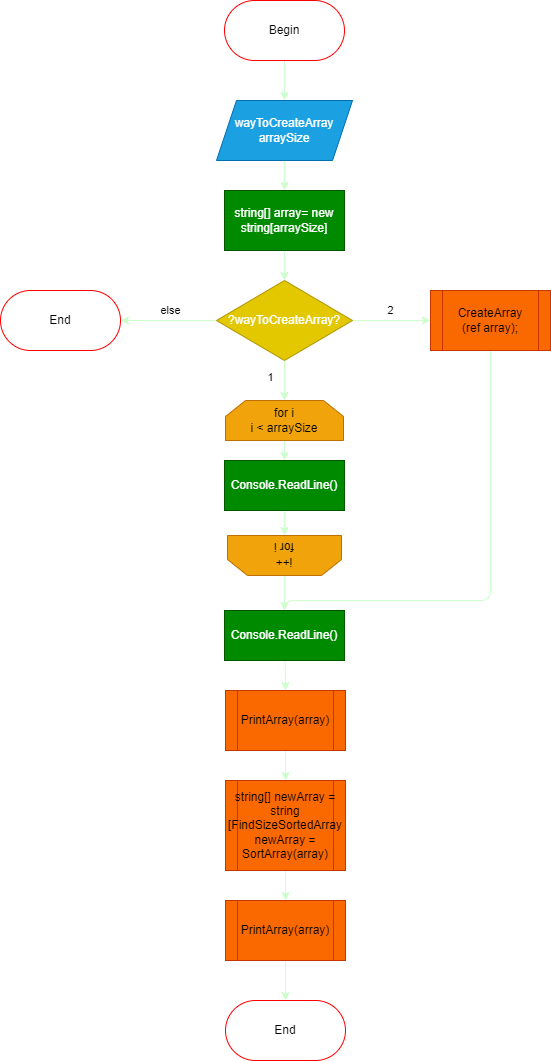 Begin
wayToCreateArray
arraySize
string[] array= new
string[arraySize]
else
End
?wayToCreateArray?
2
CreateArray
(ref array);
1
for i
i < arraySize
Console.ReadLine()
for i
i++
Console.ReadLine()
PrintArray(array)
string[] newArray =
string
[FindSizeSortedArray
newArray =
SortArray(array)
PrintArray(array)
End